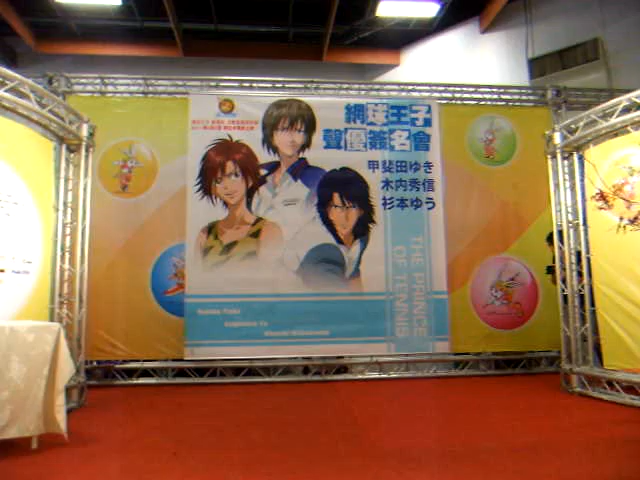 網球王子
聲優簽名會
甲斐田ゆき
木内秀信
杉本ゆう
THE PRINCE
OF TENNIS